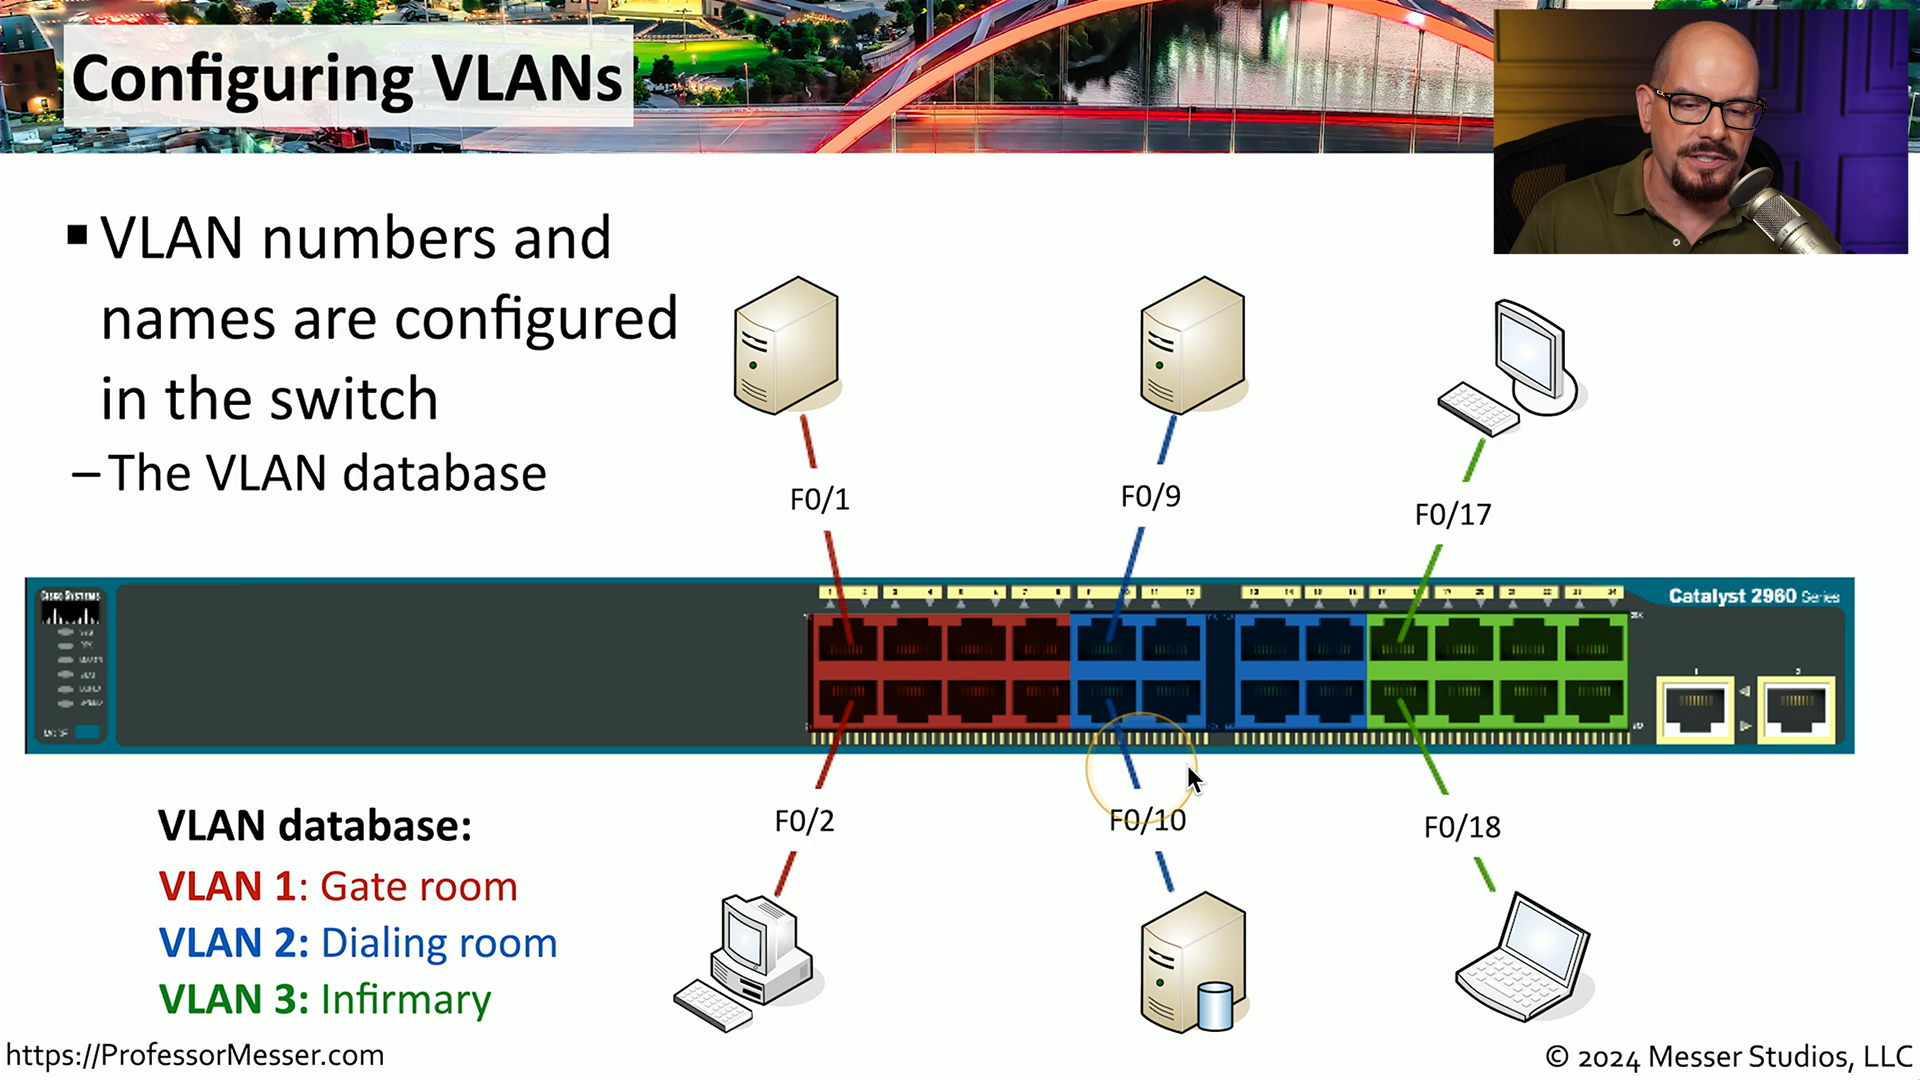 Configuring VLANs
▪ VLAN numbers and
names are configured
in the switch
– The VLAN database
F0/1
F0/9
F0/17
CISCO SYSTEMS
Catalyst 2960 Series
F0/2
F0/10
F0/18
VLAN database:
VLAN 1: Gate room
VLAN 2: Dialing room
VLAN 3: Infirmary
https://ProfessorMesser.com
© 2024 Messer Studios, LLC